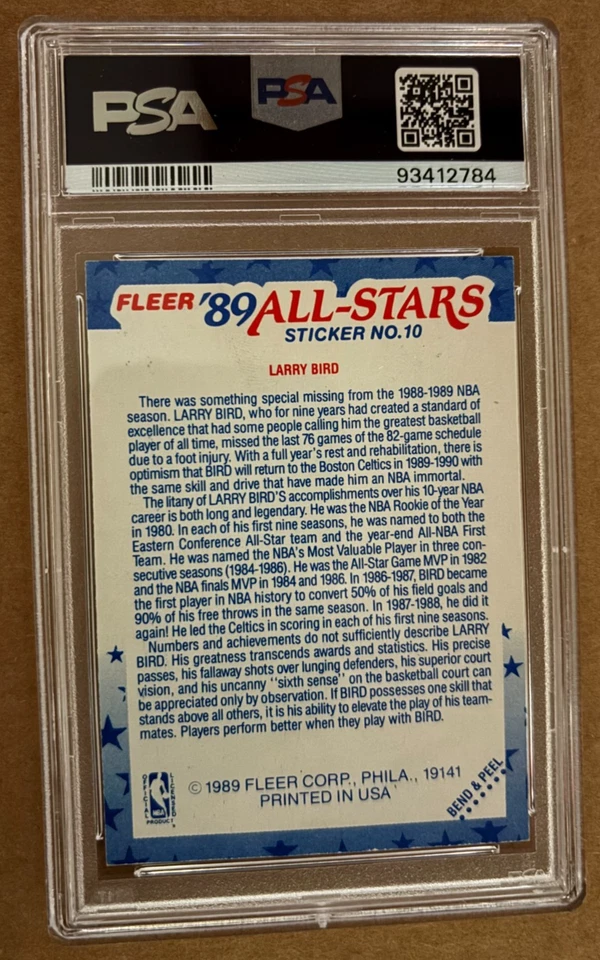 PSA PSA
93412784
FLEER '89 ALL-STARS
STICKER NO.10
LARRY BIRD
There was something special missing from the 1988-1989 NBA
season. LARRY BIRD, who for nine years had created a standard of
excellence that had some people calling him the greatest basketball
player of all time, missed the last 76 games of the 82-game schedule
due to a foot injury. With a full year's rest and rehabilitation, there is
optimism that BIRD will return to the Boston Celtics in 1989-1990 with
the same skill and drive that have made him an NBA immortal.
The litany of LARRY BIRD'S accomplishments over his 10-year NBA
career is both long and legendary. He was the NBA Rookie of the Year
in 1980. In each of his first nine seasons, he was named to both the
Eastern Conference All-Star team and the year-end All-NBA First
Team. He was named the NBA's Most Valuable Player in three con-
secutive seasons (1984-1986). He was the All-Star Game MVP in 1982
and the NBA finals MVP in 1984 and 1986. In 1986-1987, BIRD became
the first player in NBA history to convert 50% of his field goals and
90% of his free throws in the same season. In 1987-1988, he did it
again! He led the Celtics in scoring in each of his first nine seasons.
Numbers and achievements do not sufficiently describe LARRY
BIRD. His greatness transcends awards and statistics. His precise
passes, his fallaway shots over lunging defenders, his superior court
vision, and his uncanny "sixth sense" on the basketball court can
be appreciated only by observation. If BIRD possesses one skill that
stands above all others, it is his ability to elevate the play of his team-
mates. Players perform better when they play with BIRD.
OFFICIAL LICENSED
NBA
PRODUCT
© 1989 FLEER CORP., PHILA., 19141
PRINTED IN USA
BEND & PEEL
PSA